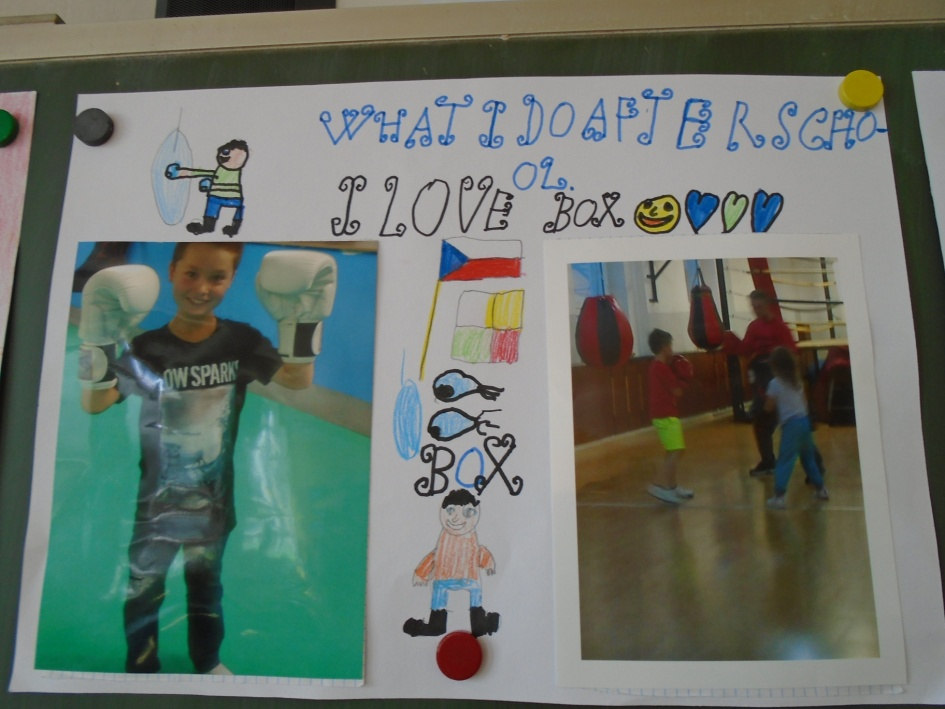 WHAT I DO AFTER SCHO-
OL.
I LOVE BOX
OW SPARK
BOX